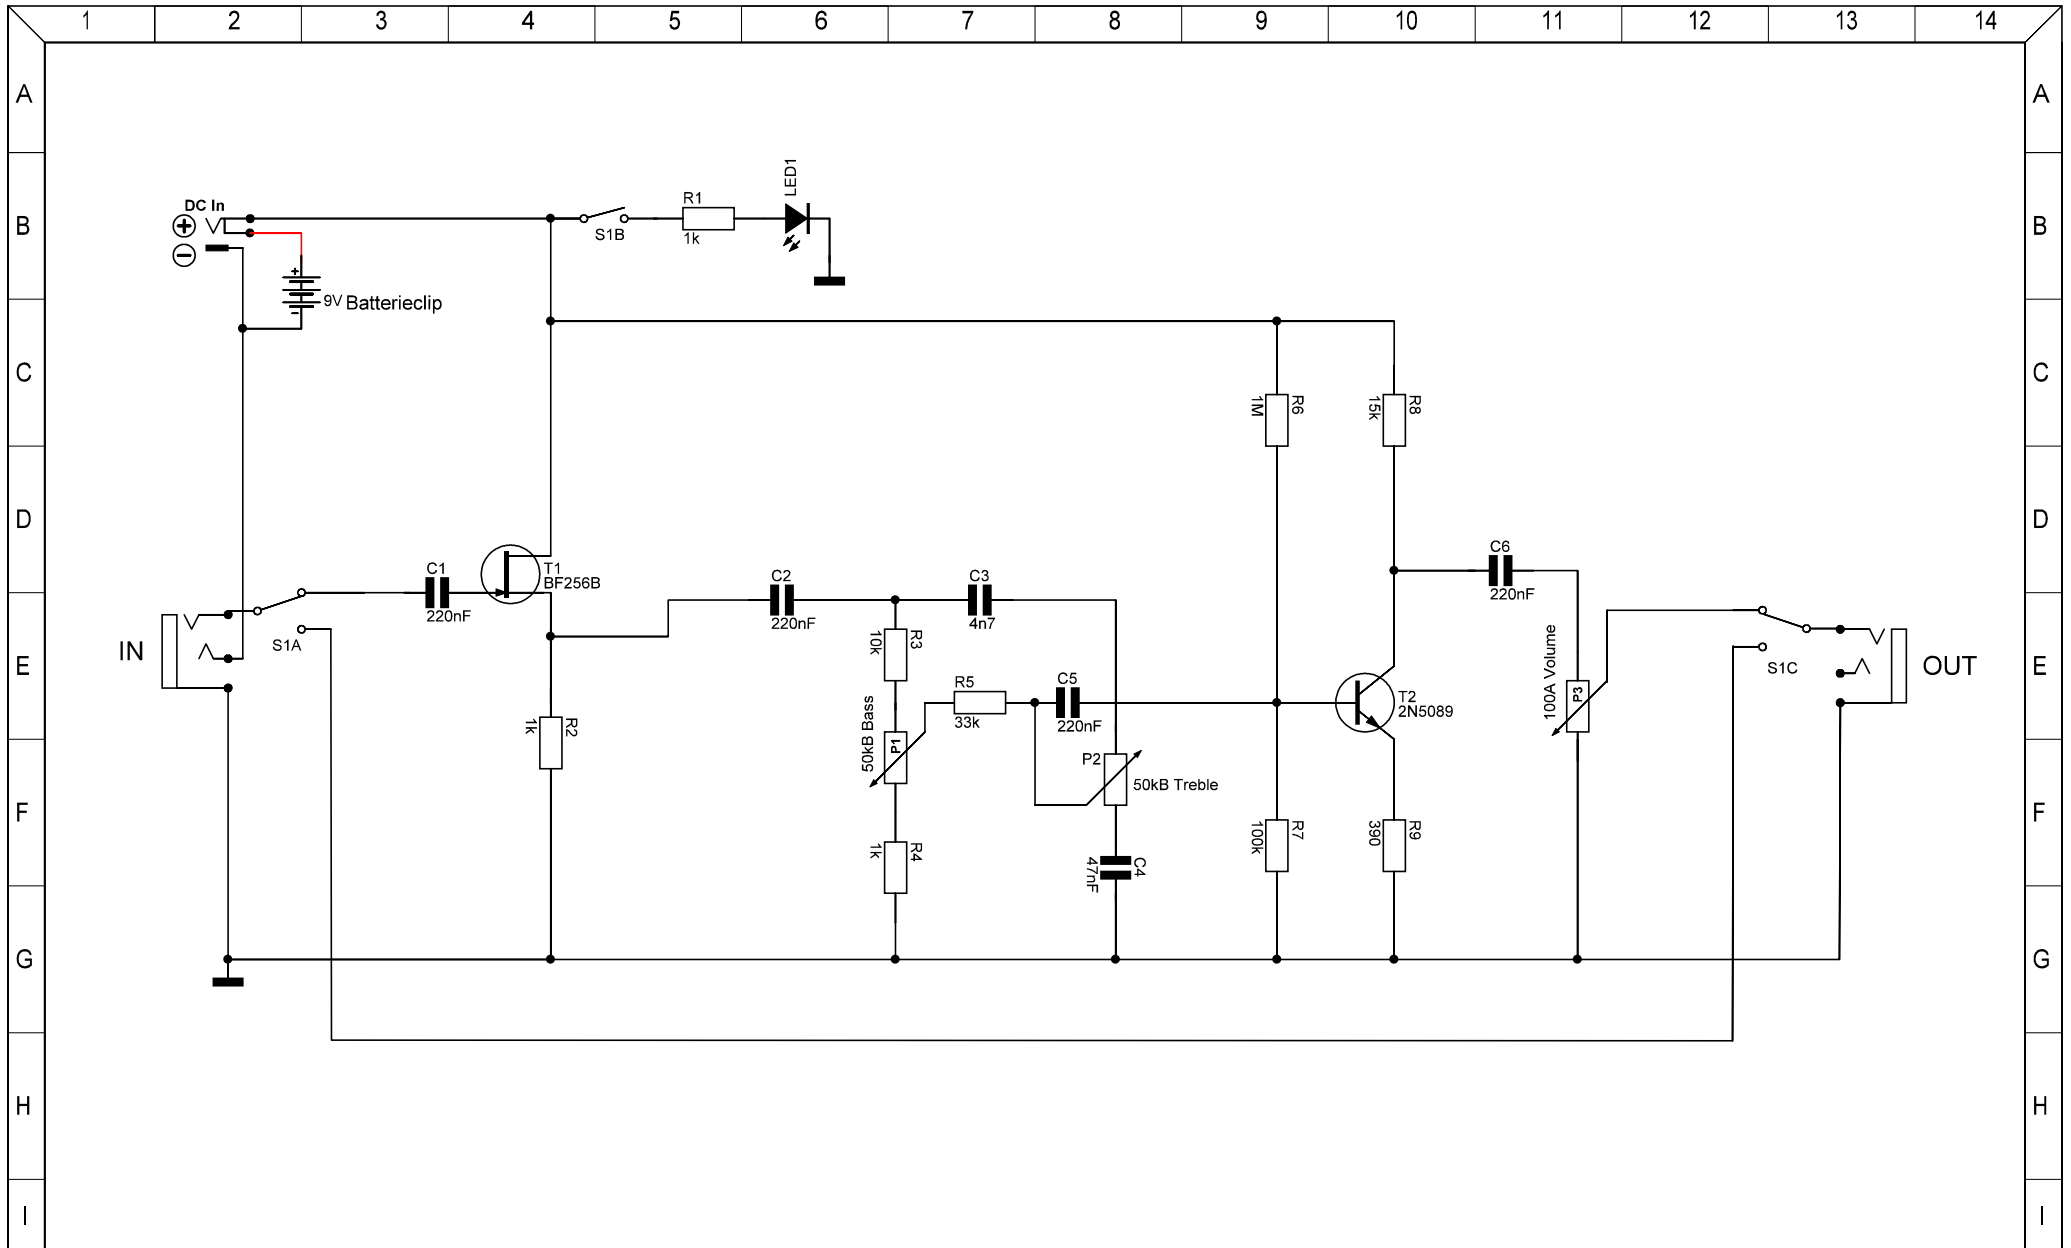 1 2 3 4 5 6 7 8 9 10 11 12 13 14
A A
B B
C C
D D
E E
F F
G G
H H
I I
DC In
+
−
+
-
9V Batterieclip
S1B
R1
1k
LED1
R6
1M
R8
15k
IN
S1A
C1
220nF
T1
BF256B
R2
1k
C2
220nF
C3
4n7
R3
10k
50kB Bass
P1
R5
33k
C5
220nF
P2
50kB Treble
R4
1k
C4
47nF
R7
100k
T2
2N5089
R9
390
C6
220nF
100A Volume
P3
S1C
OUT